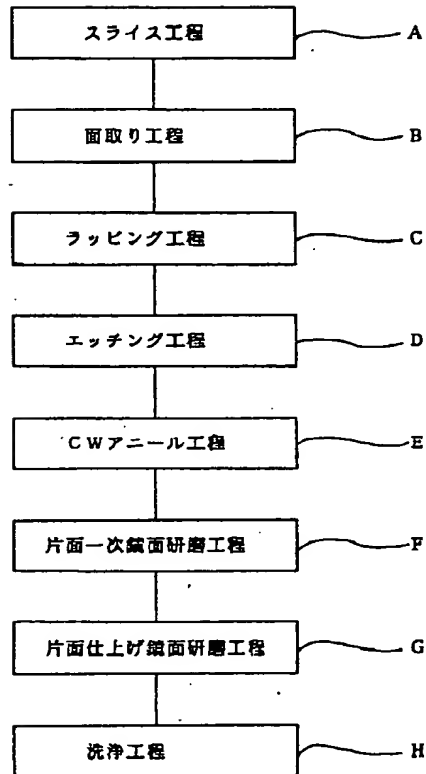 スライス工程 A
面取り工程 B
ラッピング工程 C
エッチング工程 D
CWアニール工程 E
片面一次鏡面研磨工程 F
片面仕上げ鏡面研磨工程 G
洗浄工程 H